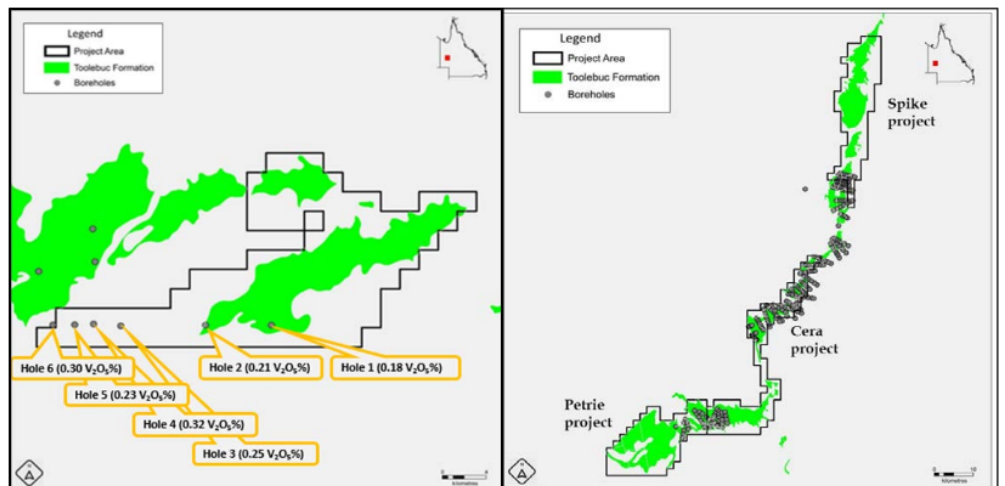 Legend
Project Area
Toolebuc Formation
Boreholes
Hole 6 (0.30 V₂O₅%)
Hole 2 (0.21 V₂O₅%)
Hole 1 (0.18 V₂O₅%)
Hole 5 (0.23 V₂O₅%)
Hole 4 (0.32 V₂O₅%)
Hole 3 (0.25 V₂O₅%)
kilometres
Legend
Project Area
Toolebuc Formation
Boreholes
Spike
project
Cera
project
Petrie
project
kilometres